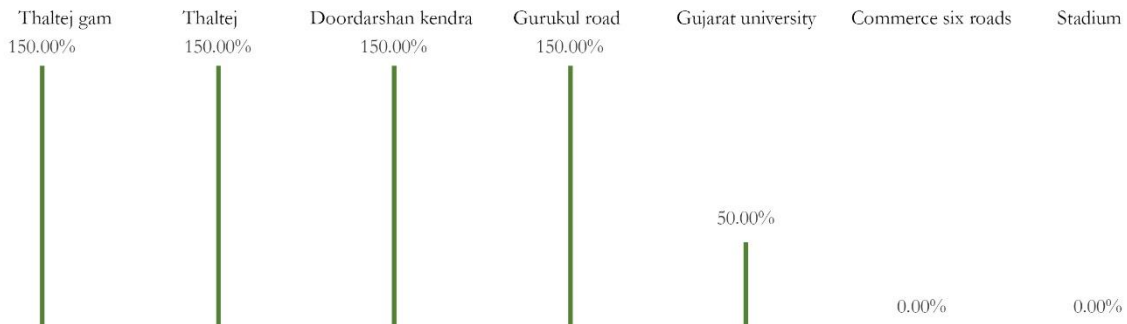 Thaltej gam Thaltej Doordarshan kendra Gurukul road Gujarat university Commerce six roads Stadium
150.00% 150.00% 150.00% 150.00%
50.00%
0.00% 0.00%